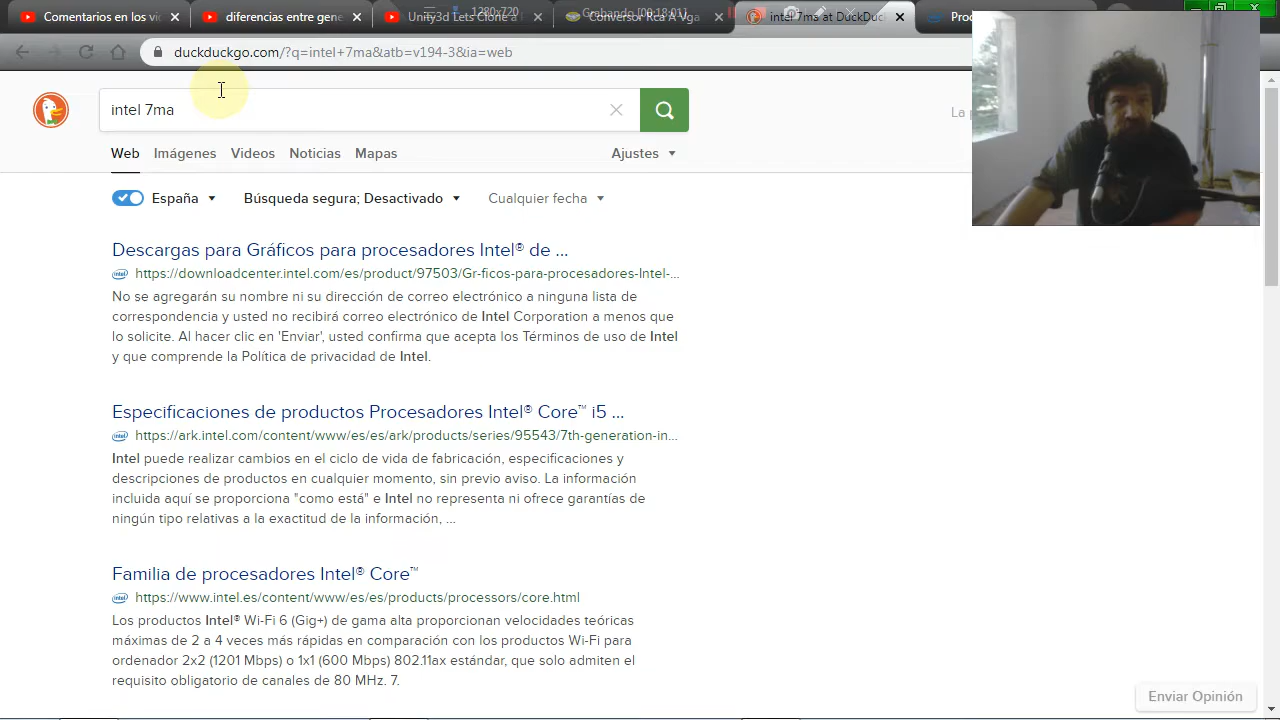 Comentarios en los vi
diferencias entre gene
Unity3d Lets Clone a
Conversor Rca A Vga
intel 7ma at DuckDuc
Proc
1280x720
Grabando [00:18:01]
duckduckgo.com/?q=intel+7ma&atb=v194-3&ia=web
intel 7ma
La p
Web Imágenes Videos Noticias Mapas Ajustes
España Búsqueda segura; Desactivado Cualquier fecha
Descargas para Gráficos para procesadores Intel® de ...
intel https://downloadcenter.intel.com/es/product/97503/Gr-ficos-para-procesadores-Intel-...
No se agregarán su nombre ni su dirección de correo electrónico a ninguna lista de
correspondencia y usted no recibirá correo electrónico de Intel Corporation a menos que
lo solicite. Al hacer clic en 'Enviar', usted confirma que acepta los Términos de uso de Intel
y que comprende la Política de privacidad de Intel.
Especificaciones de productos Procesadores Intel® Core™ i5 ...
intel https://ark.intel.com/content/www/es/es/ark/products/series/95543/7th-generation-in...
Intel puede realizar cambios en el ciclo de vida de fabricación, especificaciones y
descripciones de productos en cualquier momento, sin previo aviso. La información
incluida aquí se proporciona "como está" e Intel no representa ni ofrece garantías de
ningún tipo relativas a la exactitud de la información, ...
Familia de procesadores Intel® Core™
intel https://www.intel.es/content/www/es/es/products/processors/core.html
Los productos Intel® Wi-Fi 6 (Gig+) de gama alta proporcionan velocidades teóricas
máximas de 2 a 4 veces más rápidas en comparación con los productos Wi-Fi para
ordenador 2x2 (1201 Mbps) o 1x1 (600 Mbps) 802.11ax estándar, que solo admiten el
requisito obligatorio de canales de 80 MHz. 7.
Enviar Opinión